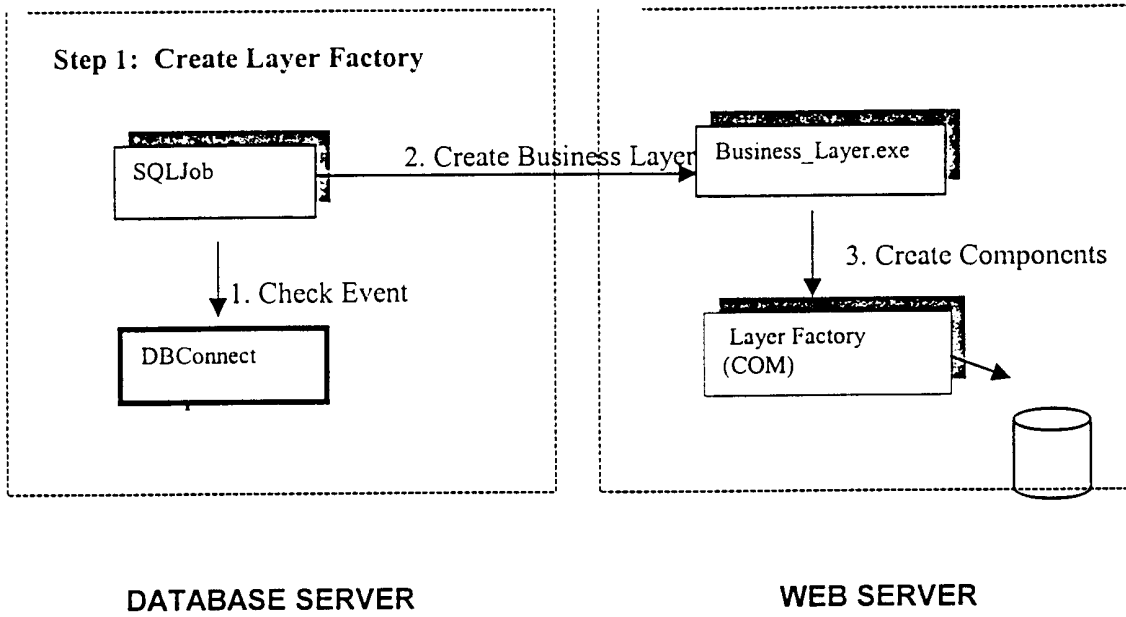 Step 1: Create Layer Factory
SQLJob
2. Create Business Layer
Business_Layer.exe
1. Check Event
3. Create Components
DBConnect
Layer Factory
(COM)
DATABASE SERVER
WEB SERVER